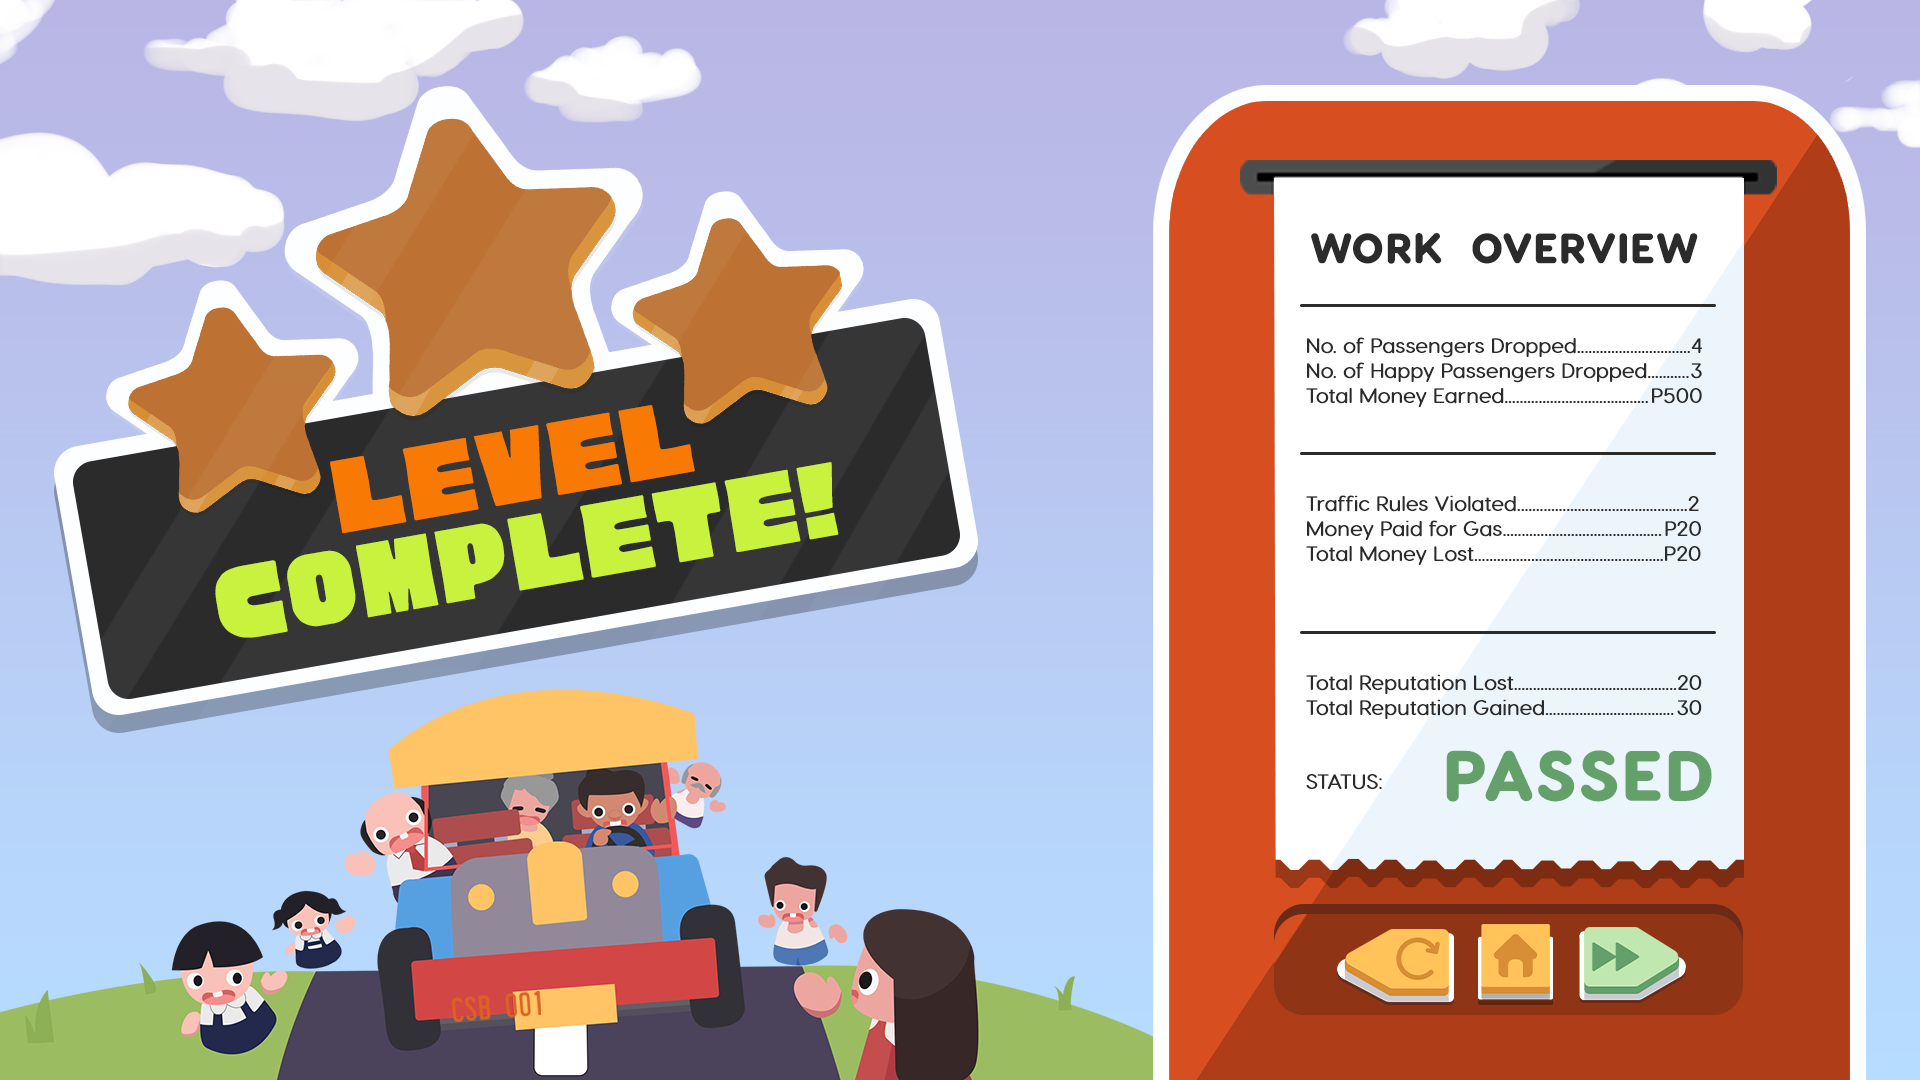 LEVEL
COMPLETE!
CSB 001
WORK OVERVIEW
No. of Passengers Dropped............................4
No. of Happy Passengers Dropped..........3
Total Money Earned....................................P500
Traffic Rules Violated..........................................2
Money Paid for Gas.......................................P20
Total Money Lost...............................................P20
Total Reputation Lost........................................20
Total Reputation Gained................................30
STATUS: PASSED